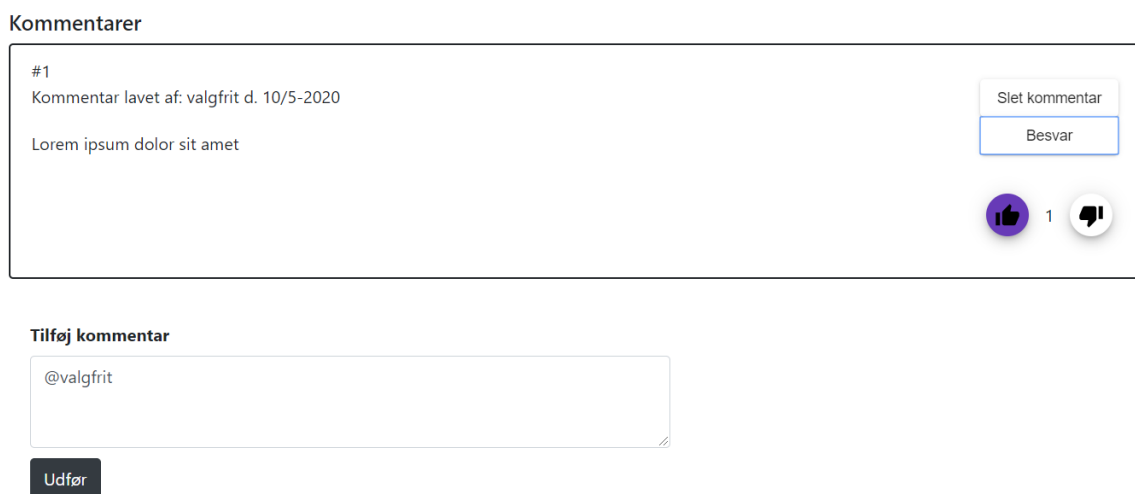 Kommentarer
#1
Kommentar lavet af: valgfrit d. 10/5-2020
Slet kommentar
Besvar
Lorem ipsum dolor sit amet
1
Tilføj kommentar
@valgfrit
Udfør